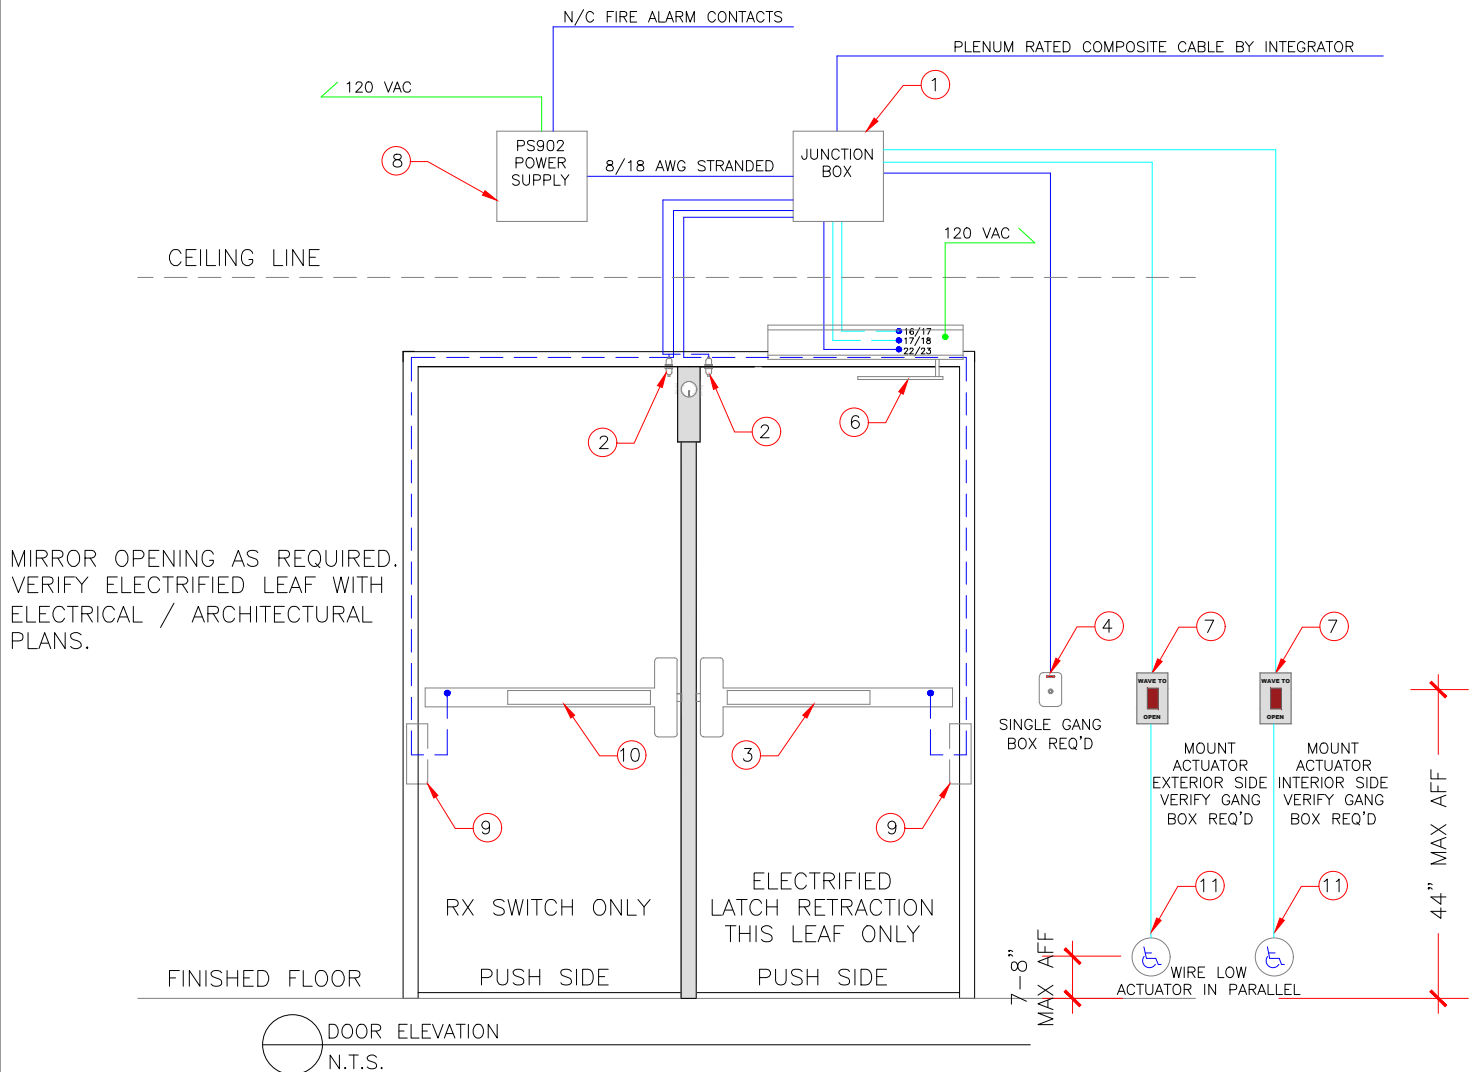 N/C FIRE ALARM CONTACTS
PLENUM RATED COMPOSITE CABLE BY INTEGRATOR
120 VAC
1
PS902
POWER
SUPPLY
8
8/18 AWG STRANDED
JUNCTION
BOX
120 VAC
CEILING LINE
16/17
17/18
22/23
6
2
2
MIRROR OPENING AS REQUIRED.
VERIFY ELECTRIFIED LEAF WITH
ELECTRICAL / ARCHITECTURAL
PLANS.
4
7
7
WAVE TO
OPEN
WAVE TO
OPEN
SINGLE GANG
BOX REQ'D
10
3
MOUNT
ACTUATOR
EXTERIOR SIDE
VERIFY GANG
BOX REQ'D
MOUNT
ACTUATOR
INTERIOR SIDE
VERIFY GANG
BOX REQ'D
9
9
44" MAX AFF
RX SWITCH ONLY
ELECTRIFIED
LATCH RETRACTION
THIS LEAF ONLY
11
11
7-8"
MAX AFF
WIRE LOW
ACTUATOR IN PARALLEL
FINISHED FLOOR
PUSH SIDE
PUSH SIDE
DOOR ELEVATION
N.T.S.